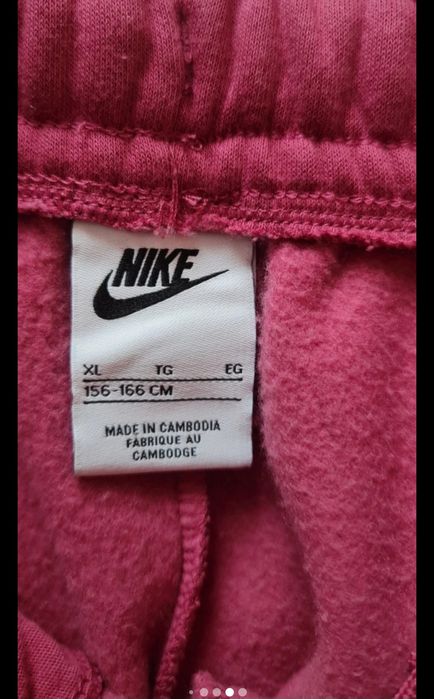 NIKE
XL TG EG
156-166 CM
MADE IN CAMBODIA
FABRIQUE AU
CAMBODGE